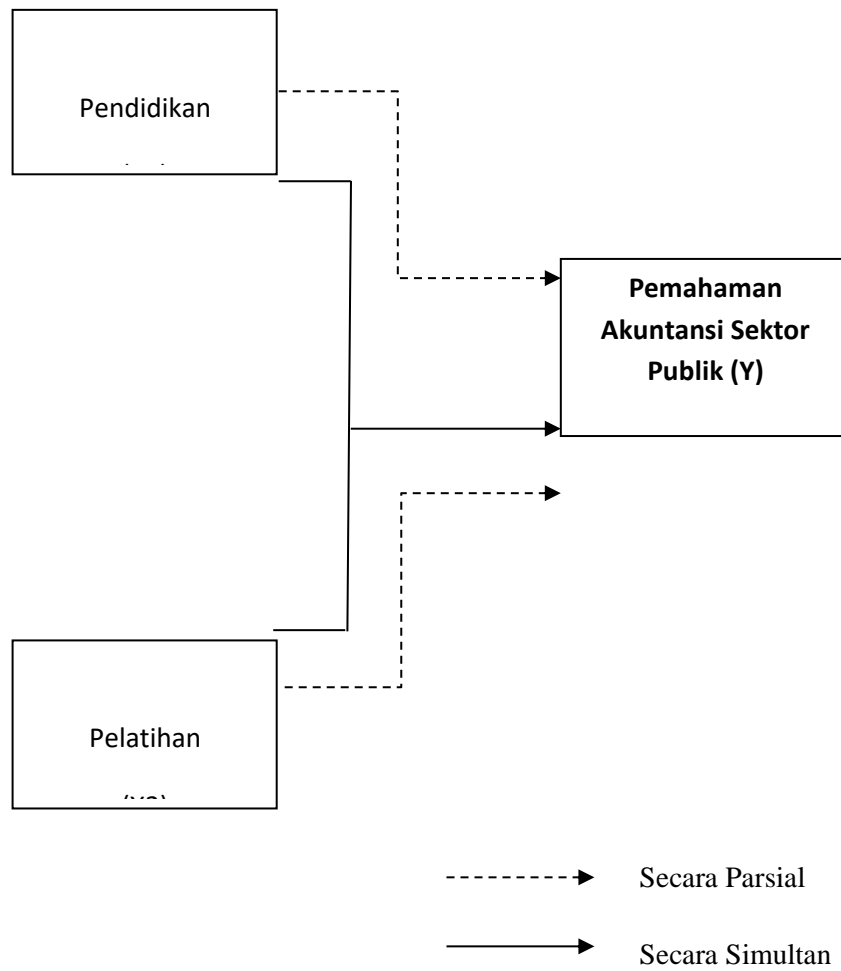 Pendidikan
Pemahaman
Akuntansi Sektor
Publik (Y)
Pelatihan
Secara Parsial
Secara Simultan